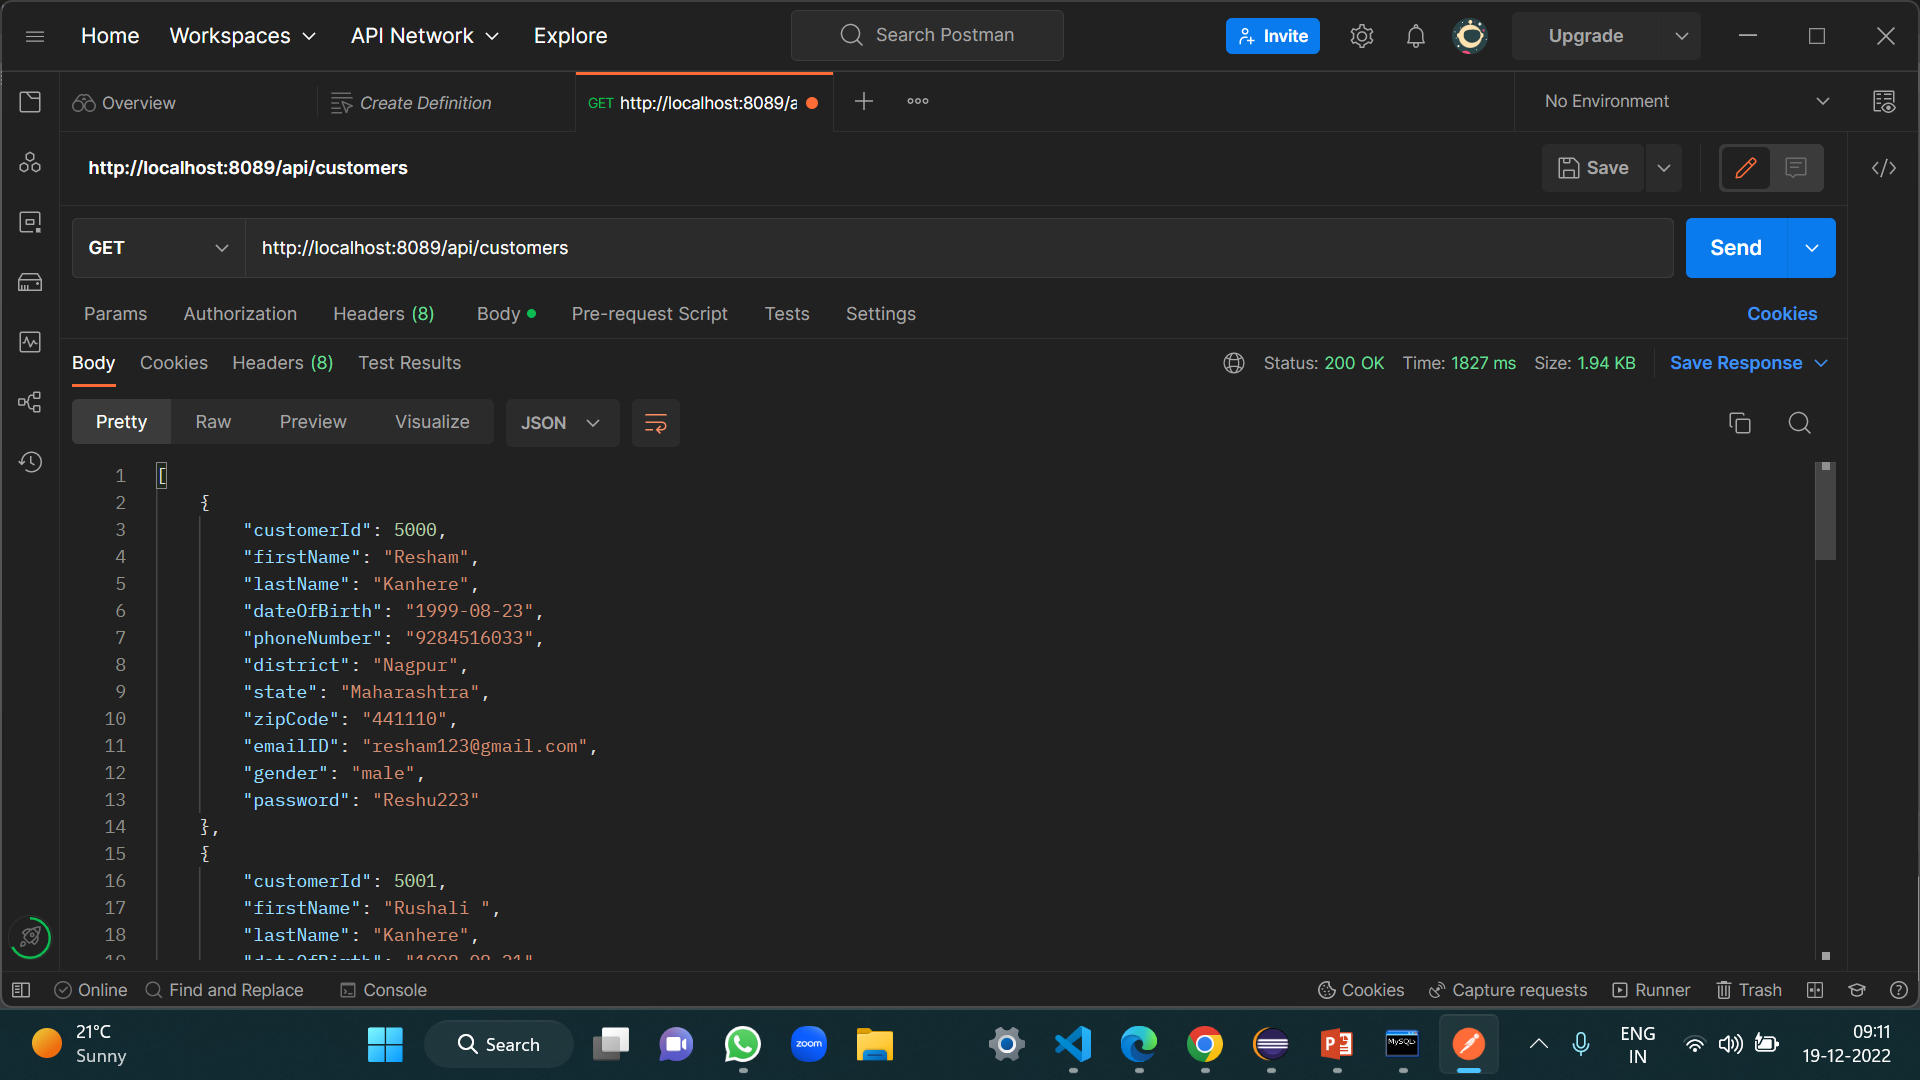 Home Workspaces API Network Explore Search Postman Invite Upgrade
Overview Create Definition GET http://localhost:8089/a No Environment
http://localhost:8089/api/customers Save
GET http://localhost:8089/api/customers Send
Params Authorization Headers (8) Body Pre-request Script Tests Settings Cookies
Body Cookies Headers (8) Test Results Status: 200 OK Time: 1827 ms Size: 1.94 KB Save Response
Pretty Raw Preview Visualize JSON
1 [
2 {
3 "customerId": 5000,
4 "firstName": "Resham",
5 "lastName": "Kanhere",
6 "dateOfBirth": "1999-08-23",
7 "phoneNumber": "9284516033",
8 "district": "Nagpur",
9 "state": "Maharashtra",
10 "zipCode": "441110",
11 "emailID": "resham123@gmail.com",
12 "gender": "male",
13 "password": "Reshu223"
14 },
15 {
16 "customerId": 5001,
17 "firstName": "Rushali ",
18 "lastName": "Kanhere",
19 "dateOfBirth": "1998-08-21"
Online Find and Replace Console Cookies Capture requests Runner Trash
21°C
Sunny
Search
zoom
MySQL>
ENG
IN
09:11
19-12-2022